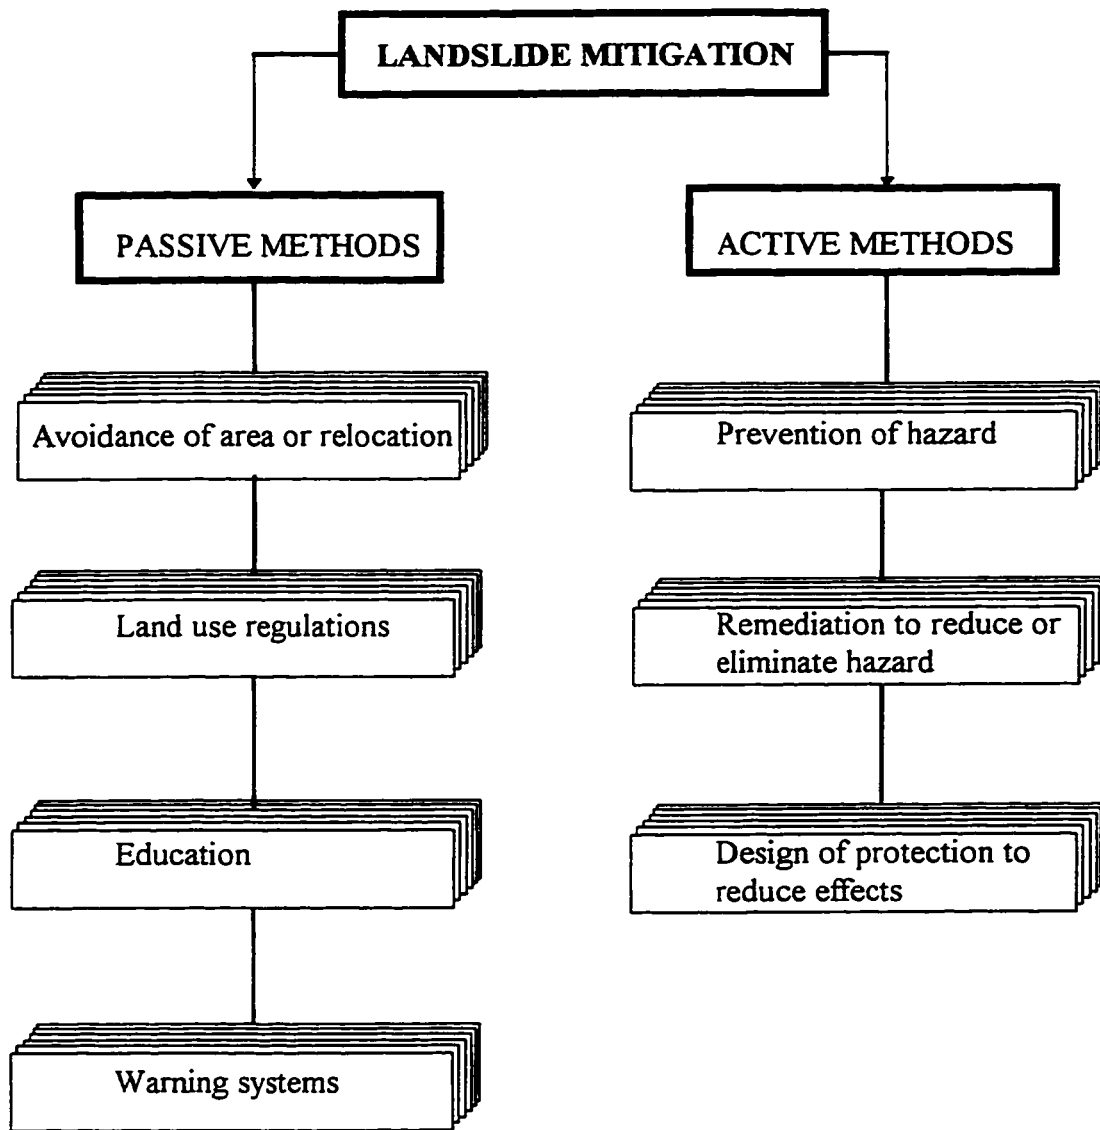 LANDSLIDE MITIGATION
PASSIVE METHODS
Avoidance of area or relocation
Land use regulations
Education
Warning systems
ACTIVE METHODS
Prevention of hazard
Remediation to reduce or
eliminate hazard
Design of protection to
reduce effects